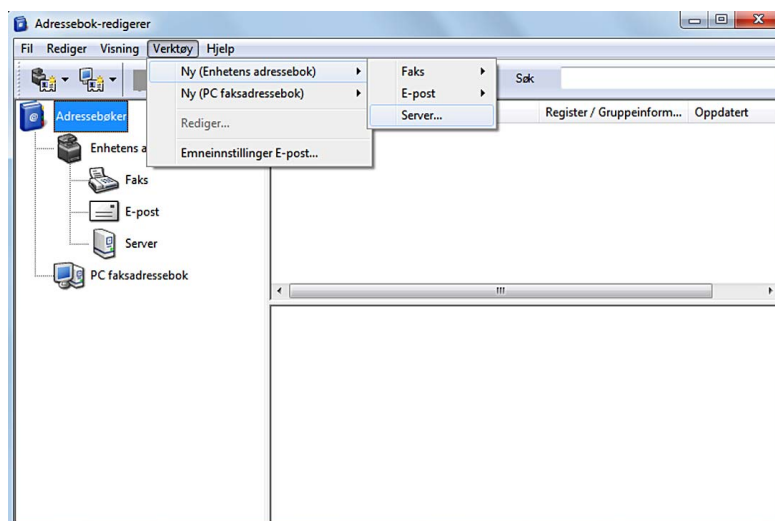 Adressebok-redigerer
Fil Rediger Visning Verktøy Hjelp
Ny (Enhetens adressebok)
Ny (PC faksadressebok)
Rediger...
Emneinnstillinger E-post...
Faks
E-post
Server...
Søk
Register / Gruppeinform... Oppdatert
Adressebøker
Enhetens a
Faks
E-post
Server
PC faksadressebok